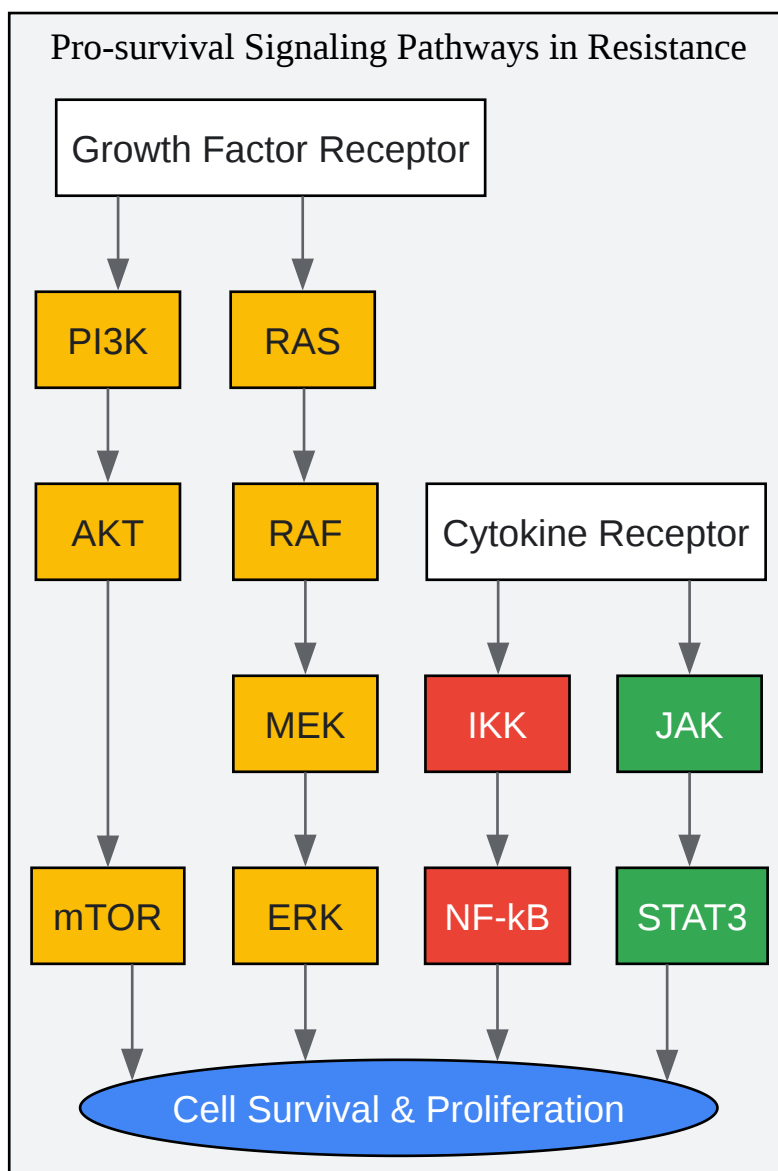 Pro-survival Signaling Pathways in Resistance
Growth Factor Receptor
PI3K
RAS
AKT
RAF
Cytokine Receptor
MEK
IKK
JAK
mTOR
ERK
NF-kB
STAT3
Cell Survival & Proliferation